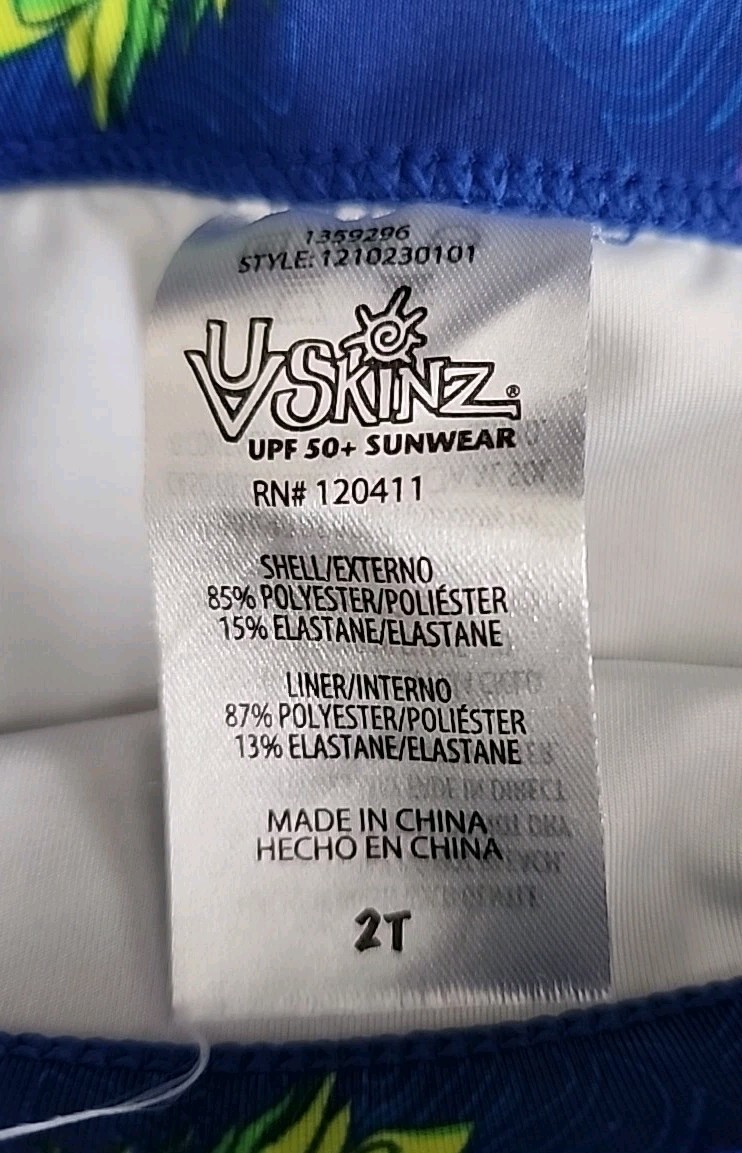 1359296
STYLE: 1210230101
UV SKINZ®
UPF 50+ SUNWEAR
RN# 120411
SHELL/EXTERNO
85% POLYESTER/POLIÉSTER
15% ELASTANE/ELASTANE
LINER/INTERNO
87% POLYESTER/POLIÉSTER
13% ELASTANE/ELASTANE
MADE IN CHINA
HECHO EN CHINA
2T